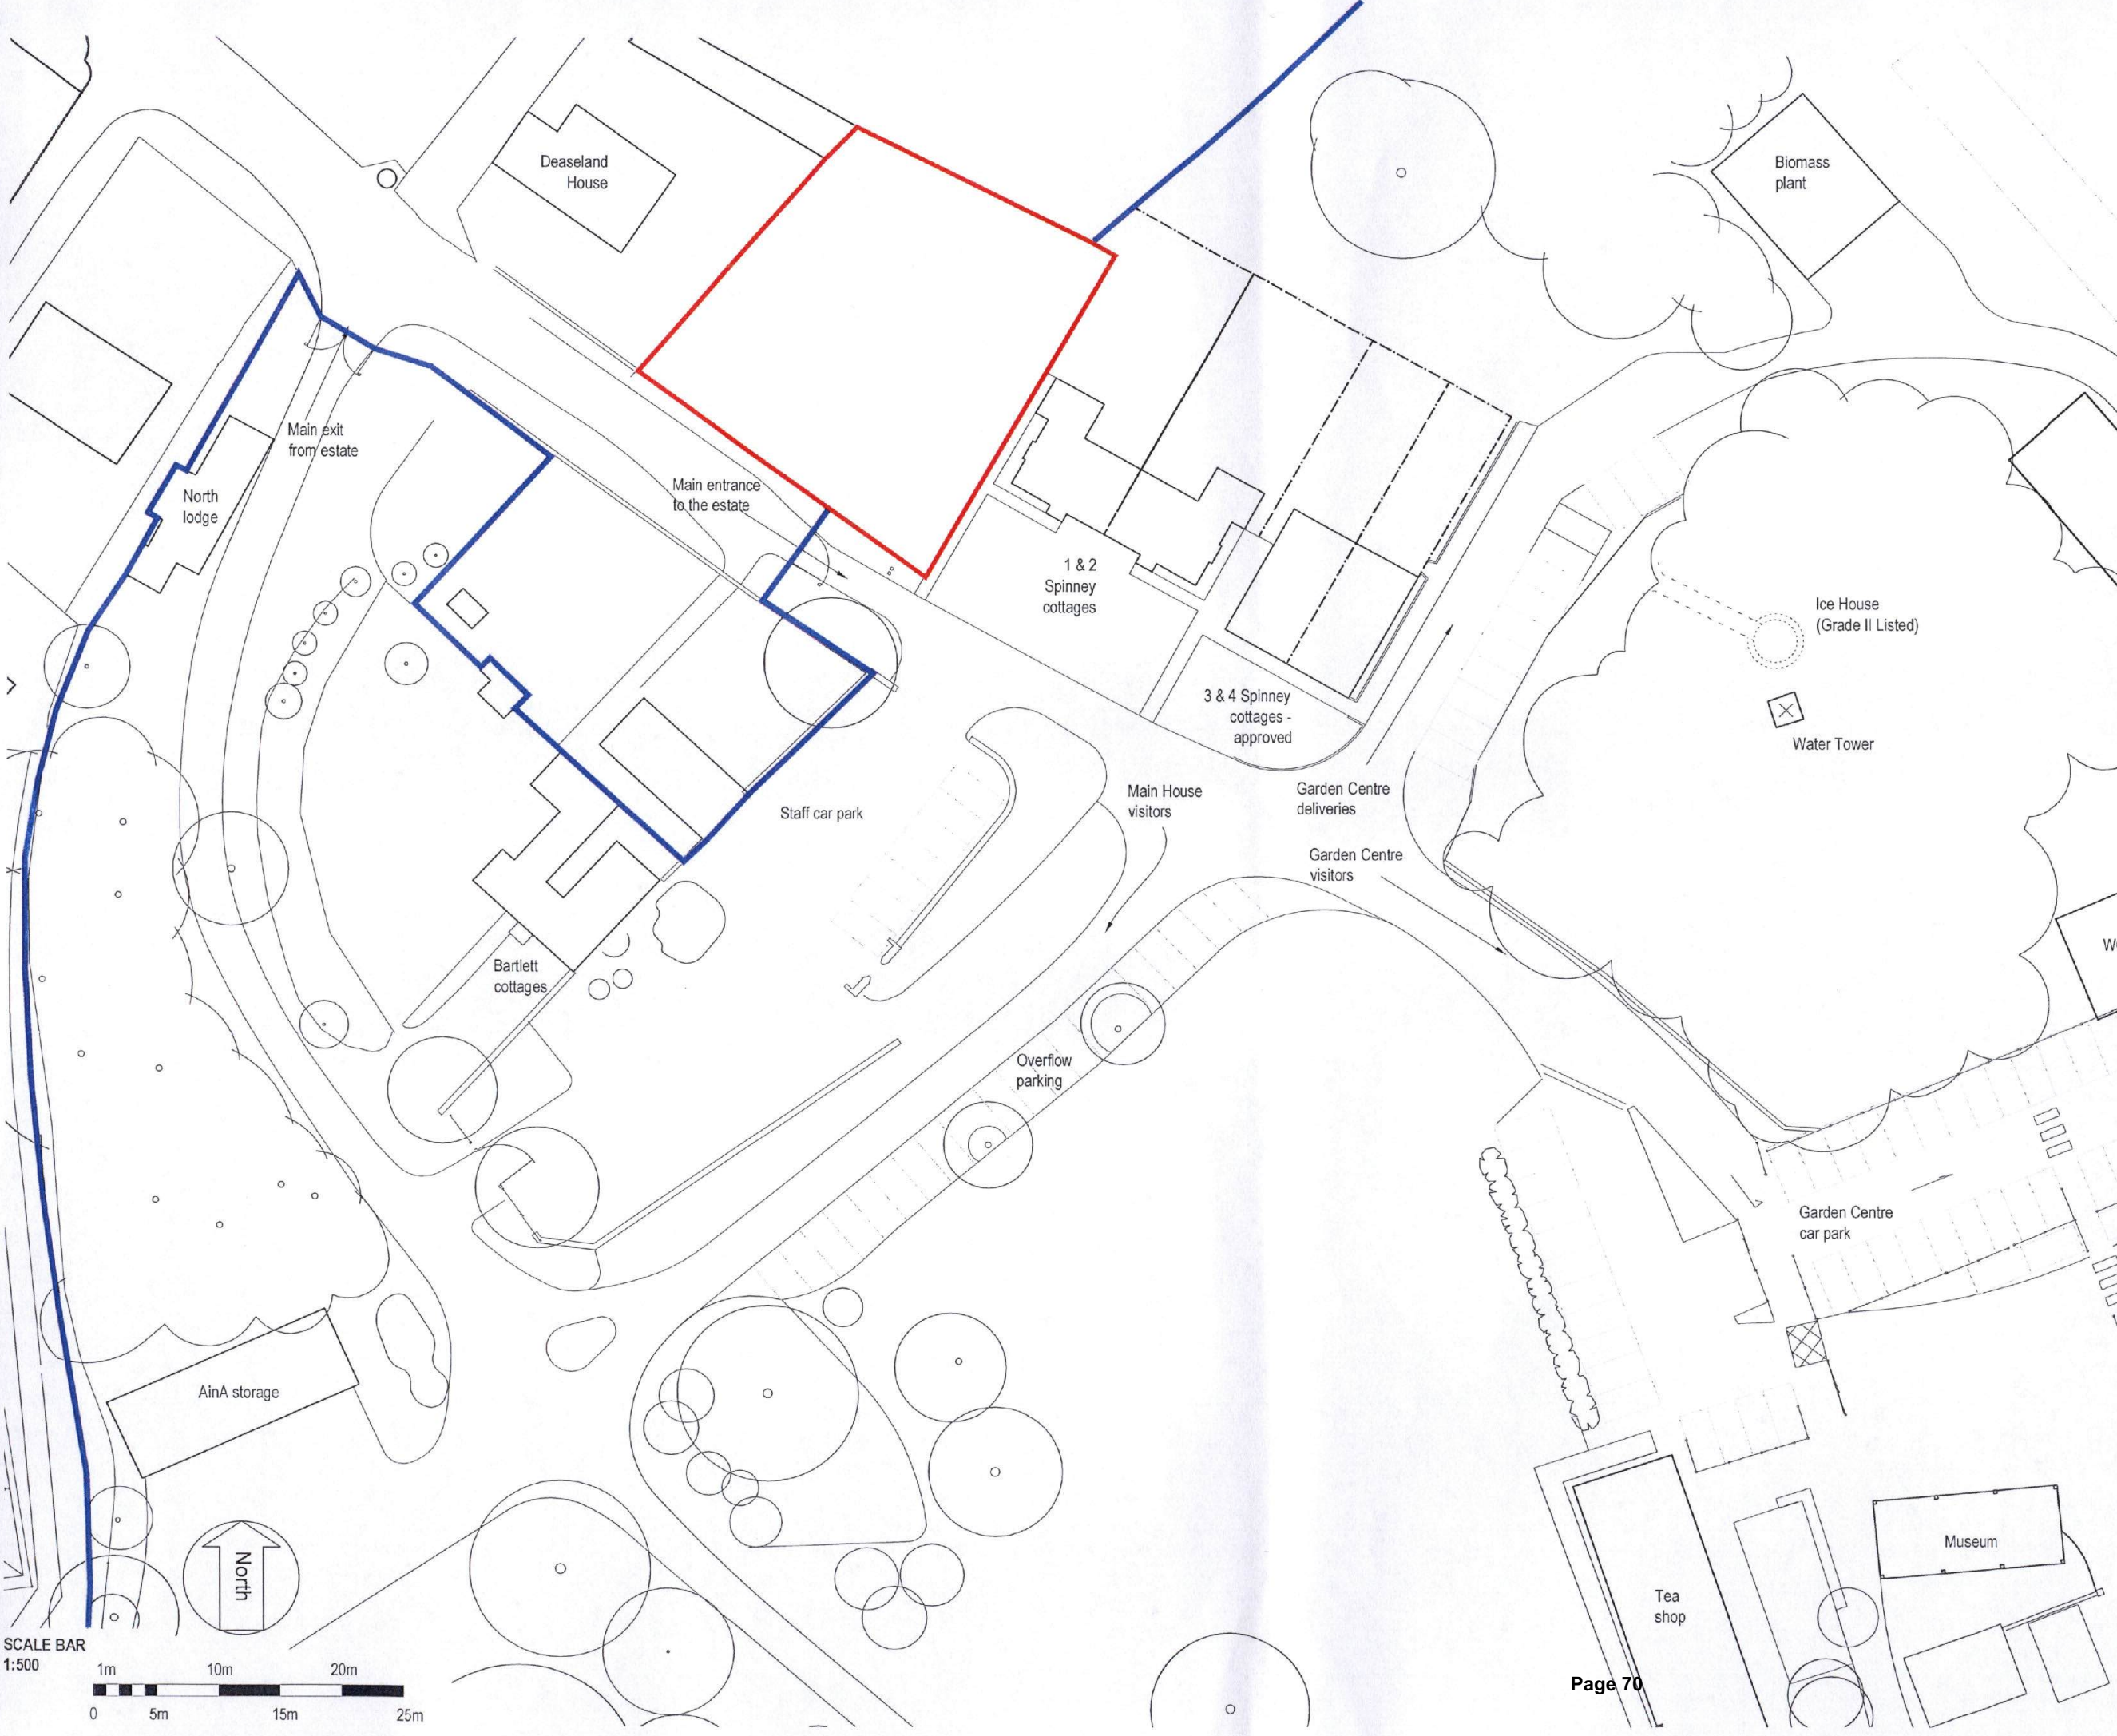 Deaseland
House
Biomass
plant
Main exit
from estate
North
lodge
Main entrance
to the estate
1 & 2
Spinney
cottages
Ice House
(Grade II Listed)
Water Tower
3 & 4 Spinney
cottages -
approved
Main House
visitors
Garden Centre
deliveries
Staff car park
Garden Centre
visitors
Bartlett
cottages
Overflow
parking
Garden Centre
car park
AinA storage
North
Museum
Tea
shop
SCALE BAR
1:500
1m 10m 20m
0 5m 15m 25m
Page 70